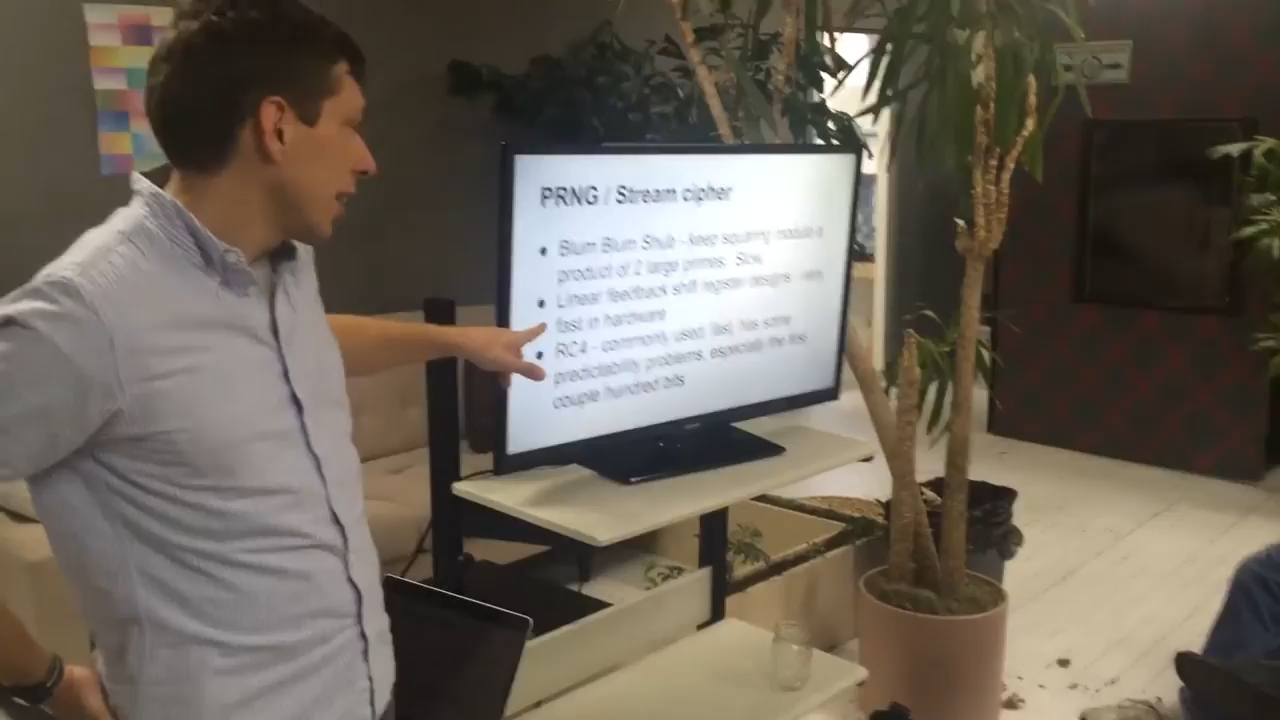 PRNG / Stream cipher
• Blum Blum Shub - keep squaring modulo a
product of 2 large primes. Slow.
• Linear feedback shift register designs - very
fast in hardware
• RC4 - commonly used, fast, has some
predictability problems, especially the first
couple hundred bits